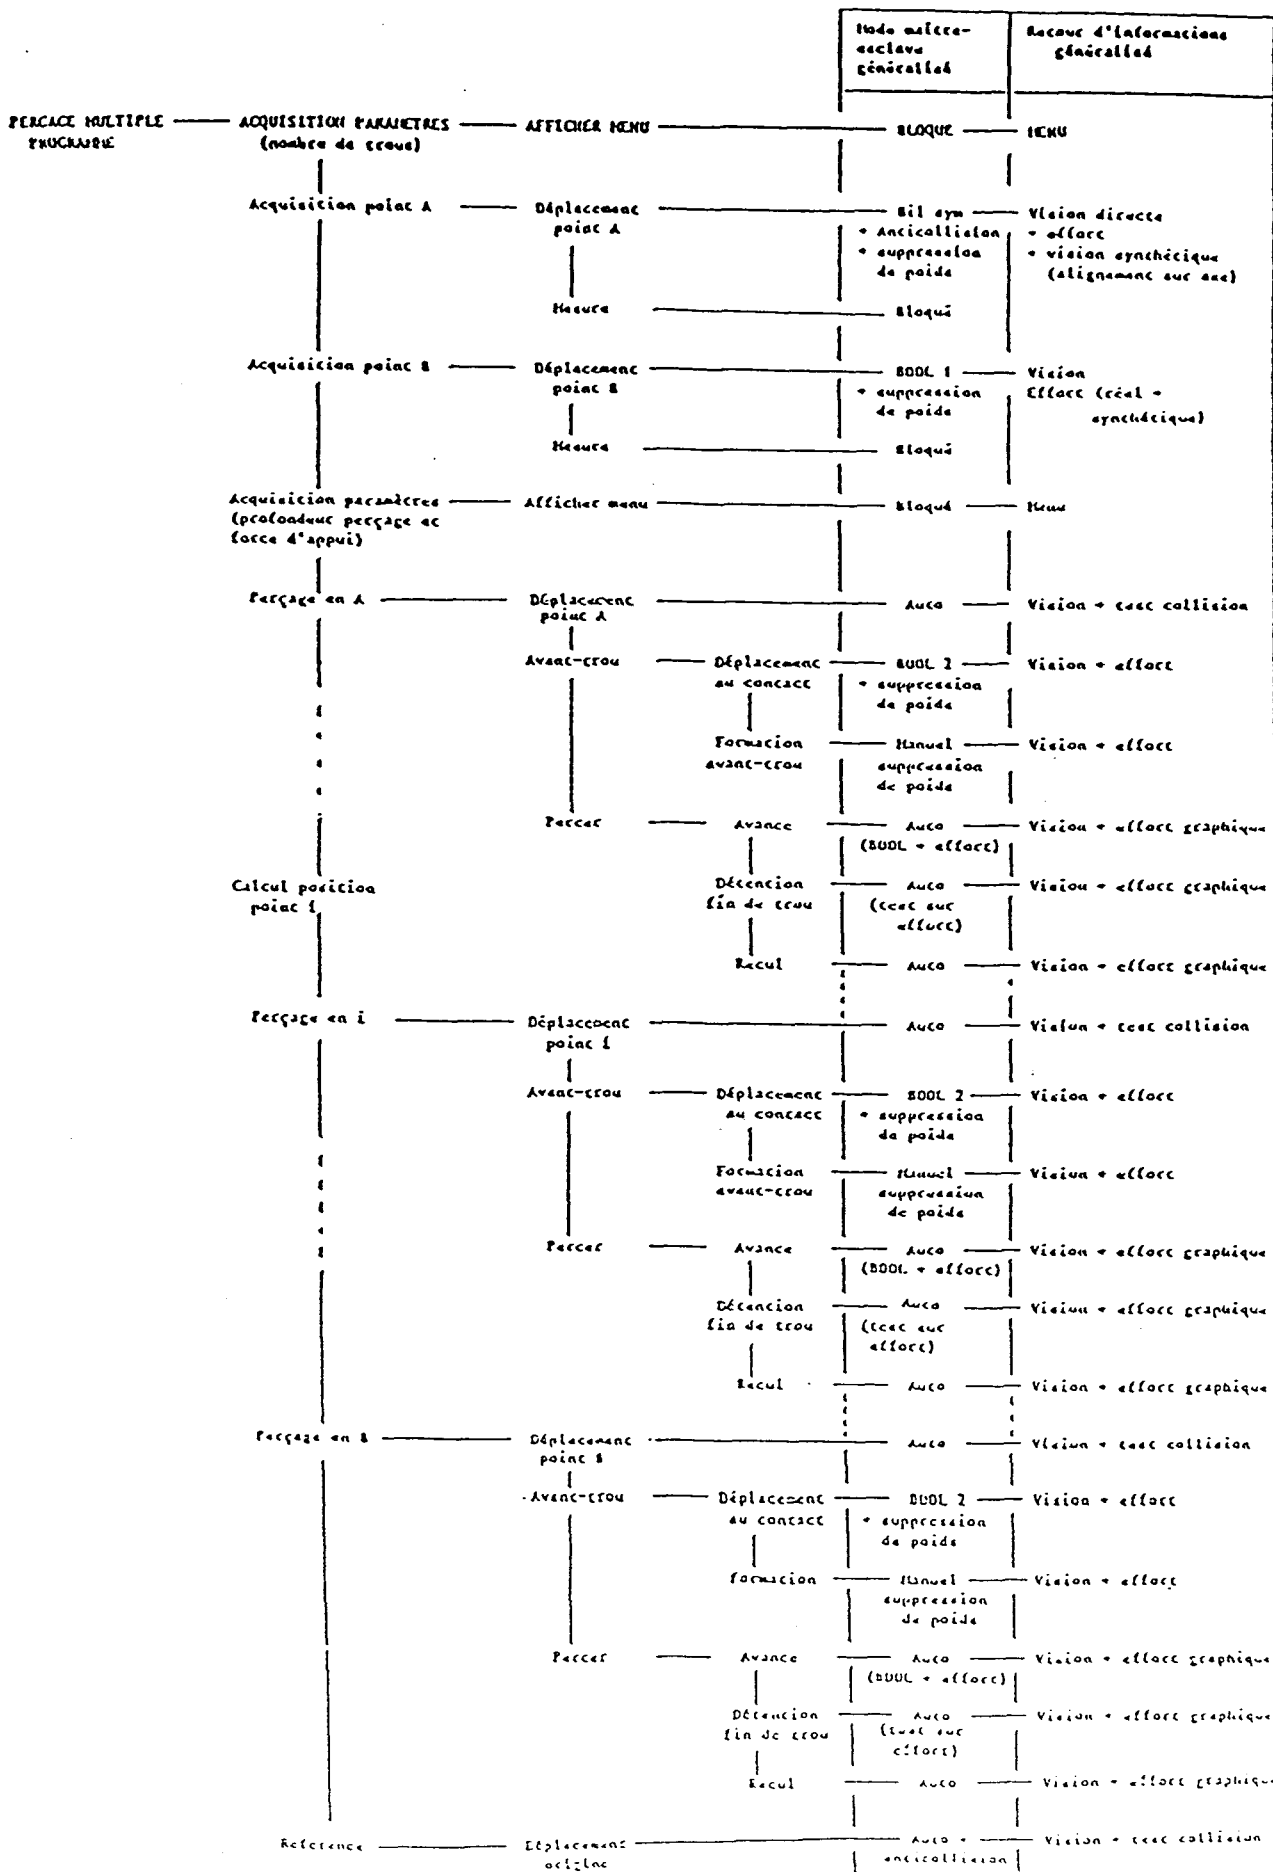 Mode maître-
esclave
généralisé
Retour d'informations
généralisé
PERCAGE MULTIPLE
PROGRAMME
ACQUISITION PARAMETRES
(nombre de trous)
AFFICHER MENU
BLOQUE
MENU
Acquisition point A
Déplacement
point A
Bil sym
+ Anticollision
+ suppression
de poids
Vision directe
+ effort
+ vision synthétique
(alignement sur axe)
Mesure
Bloqué
Acquisition point B
Déplacement
point B
BOOL 1
+ suppression
de poids
Vision
Effort (réel +
synthétique)
Mesure
Bloqué
Acquisition paramètres
(profondeur perçage et
force d'appui)
Afficher menu
Bloqué
Menu
Perçage en A
Déplacement
point A
Auto
Vision + test collision
Avant-trou
Déplacement
au contact
BOOL 2
+ suppression
de poids
Vision + effort
Formation
avant-trou
Manuel
suppression
de poids
Vision + effort
Percer
Avance
Auto
(BOOL + effort)
Vision + effort graphique
Calcul position
point i
Détention
fin de trou
Auto
(test sur
effort)
Vision + effort graphique
Recul
Auto
Vision + effort graphique
Perçage en i
Déplacement
point i
Auto
Vision + test collision
Avant-trou
Déplacement
au contact
BOOL 2
+ suppression
de poids
Vision + effort
Formation
avant-trou
Manuel
suppression
de poids
Vision + effort
Percer
Avance
Auto
(BOOL + effort)
Vision + effort graphique
Détention
fin de trou
Auto
(test sur
effort)
Vision + effort graphique
Recul
Auto
Vision + effort graphique
Perçage en B
Déplacement
point B
Auto
Vision + test collision
Avant-trou
Déplacement
au contact
BOOL 2
+ suppression
de poids
Vision + effort
formation
Manuel
suppression
de poids
Vision + effort
Percer
Avance
Auto
(BOOL + effort)
Vision + effort graphique
Détention
fin de trou
Auto
(test sur
effort)
Vision + effort graphique
Recul
Auto
Vision + effort graphique
Reference
Déplacement
origine
Auto +
anticollision
Vision + test collision